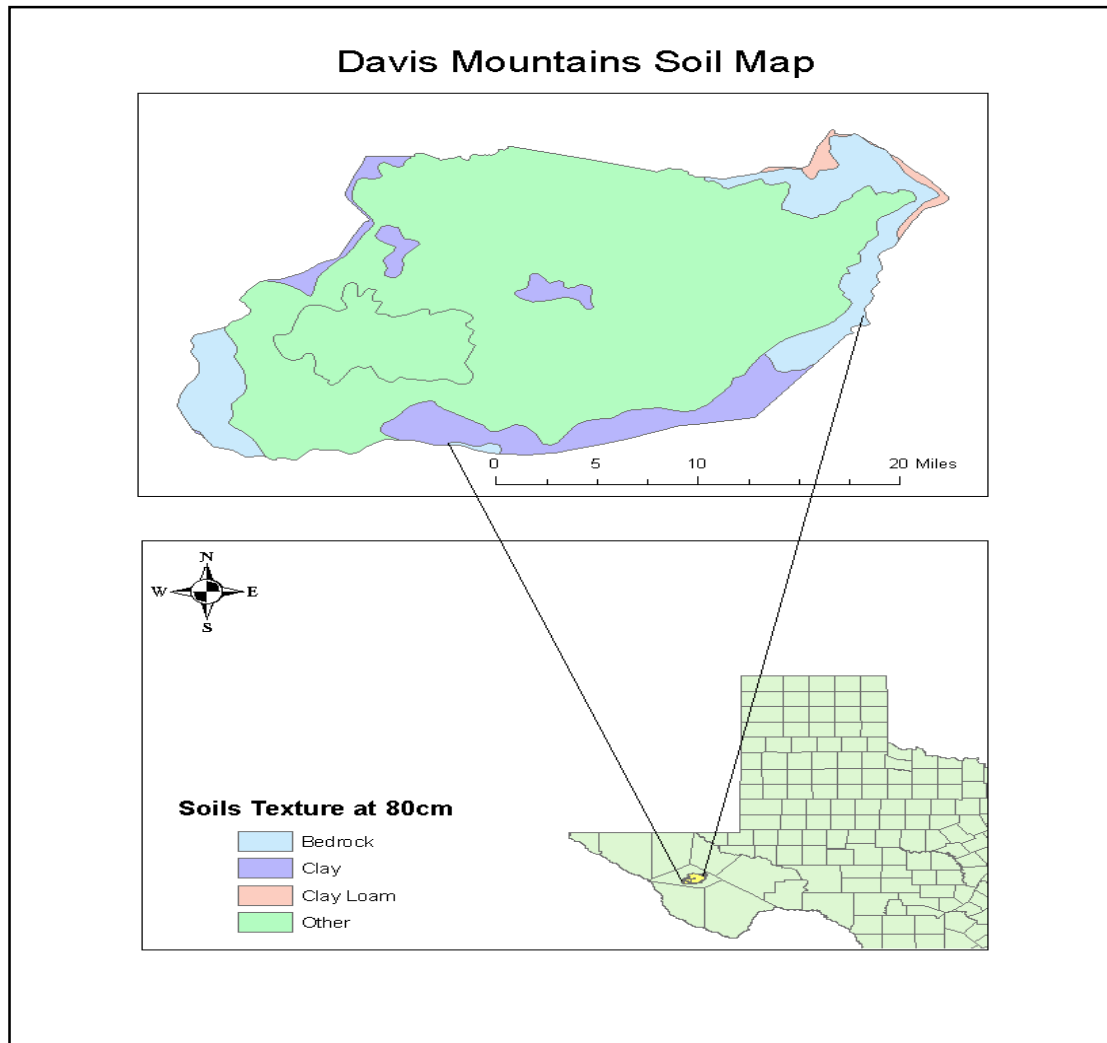 Davis Mountains Soil Map
0 5 10 20 Miles
N
W E
S
Soils Texture at 80cm
Bedrock
Clay
Clay Loam
Other